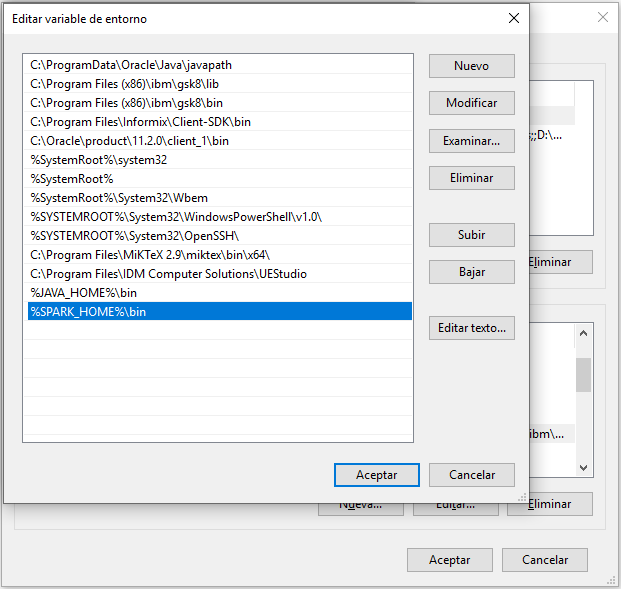 Editar variable de entorno
C:\ProgramData\Oracle\Java\javapath
C:\Program Files (x86)\ibm\gsk8\lib
C:\Program Files (x86)\ibm\gsk8\bin
C:\Program Files\Informix\Client-SDK\bin
C:\Oracle\product\11.2.0\client_1\bin
%SystemRoot%\system32
%SystemRoot%
%SystemRoot%\System32\Wbem
%SYSTEMROOT%\System32\WindowsPowerShell\v1.0\
%SYSTEMROOT%\System32\OpenSSH\
C:\Program Files\MiKTeX 2.9\miktex\bin\x64\
C:\Program Files\IDM Computer Solutions\UEStudio
%JAVA_HOME%\bin
%SPARK_HOME%\bin
Nuevo
Modificar
Examinar...
Eliminar
Subir
Bajar
Editar texto...
Aceptar
Cancelar
s;;D:\...
Eliminar
ibm\...
Nueva...
Editar...
Eliminar
Aceptar
Cancelar